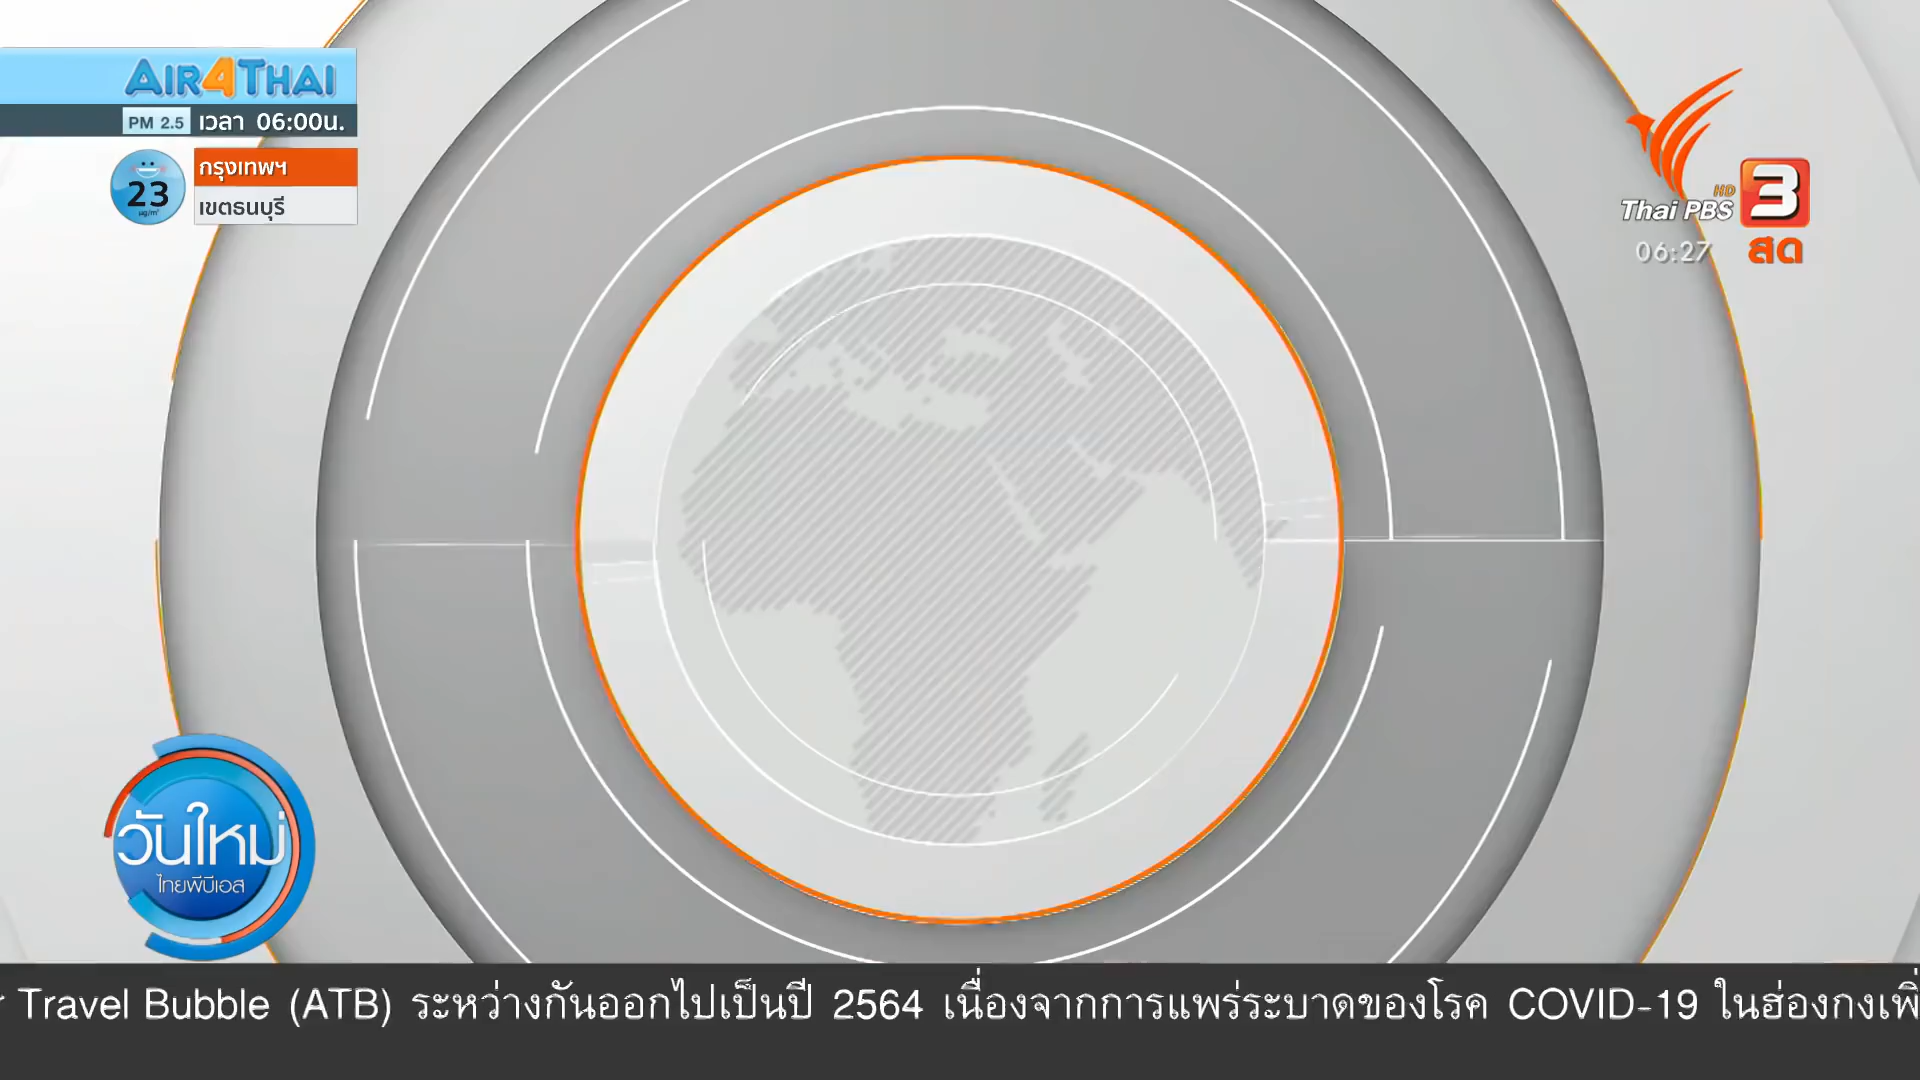 AIR4THAI
PM 2.5 เวลา 06:00น.
23
µg/m³
กรุงเทพฯ
เขตธนบุรี
HD
Thai PBS 3
06:27 สด
วันใหม่
ไทยพีบีเอส
Travel Bubble (ATB) ระหว่างกันออกไปเป็นปี 2564 เนื่องจากการแพร่ระบาดของโรค COVID-19 ในฮ่องกงเพิ่